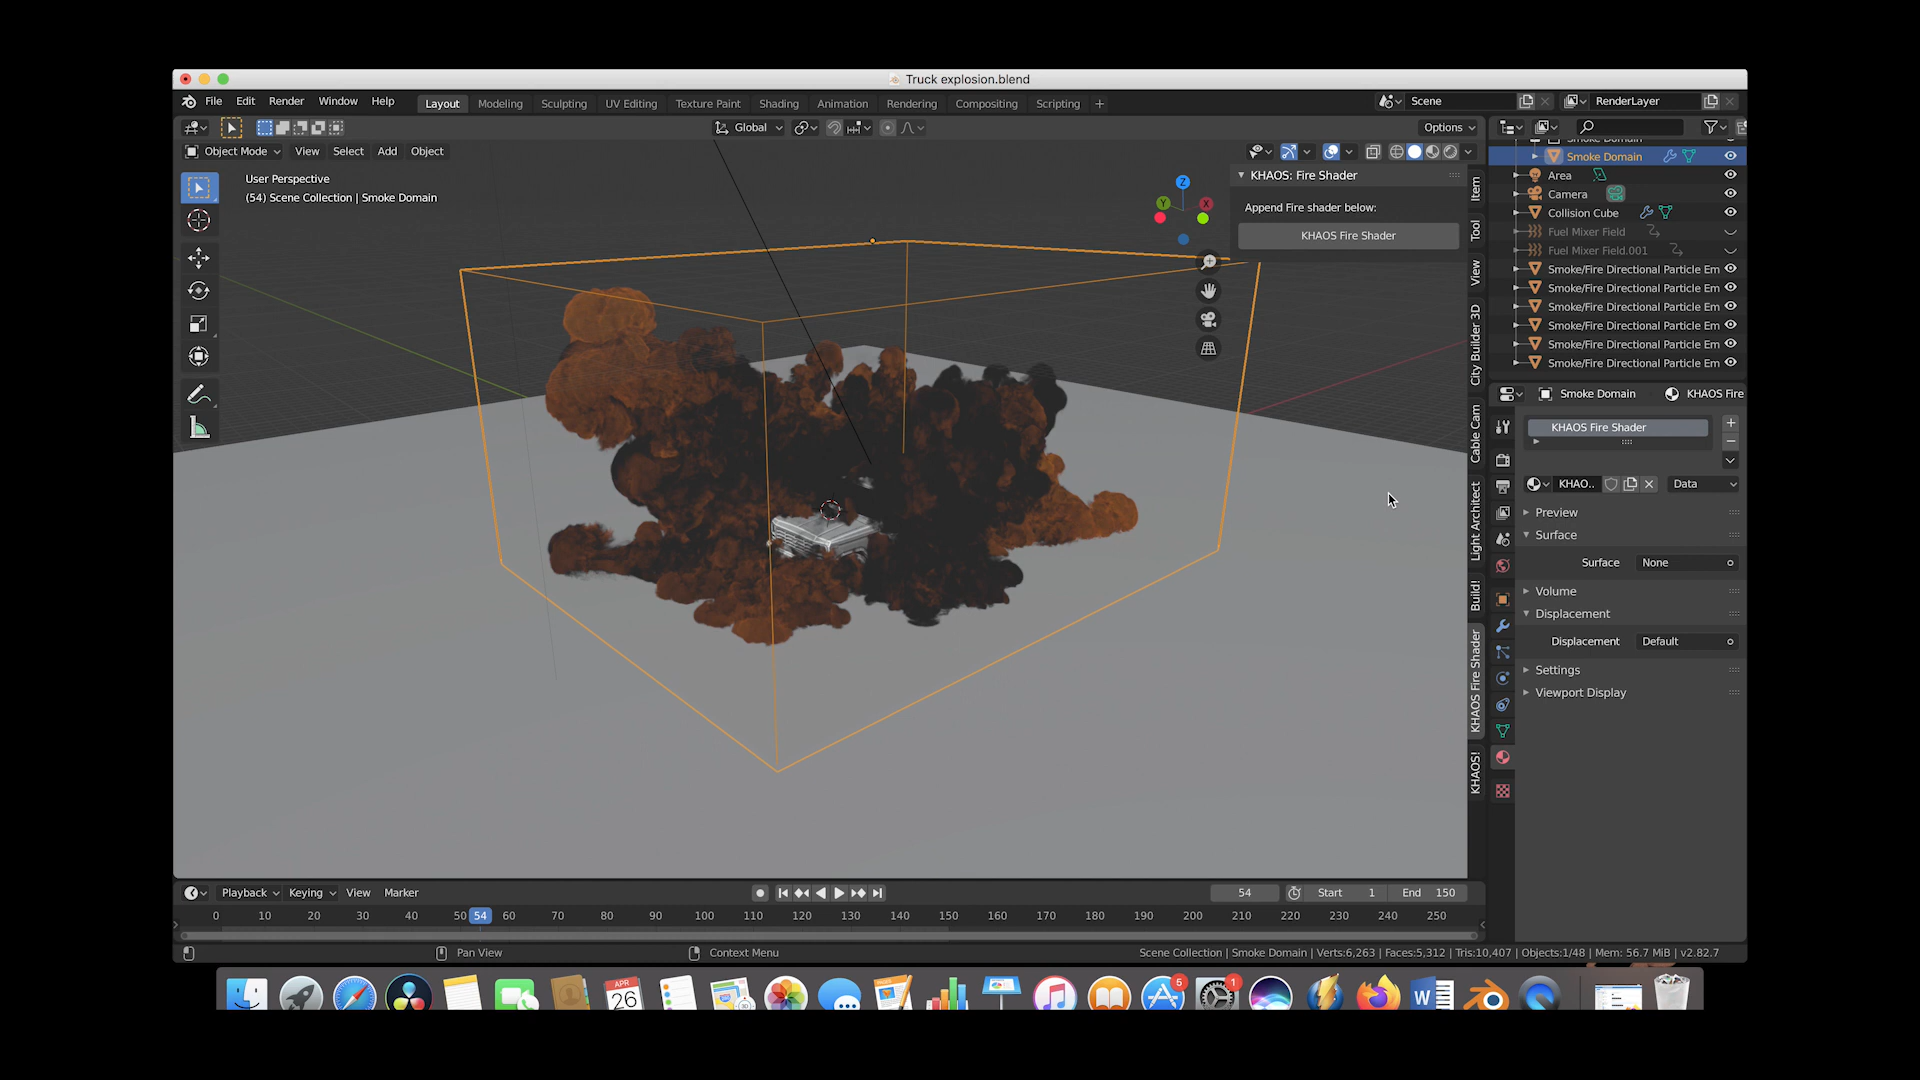 Truck explosion.blend
File Edit Render Window Help Layout Modeling Sculpting UV Editing Texture Paint Shading Animation Rendering Compositing Scripting + Scene RenderLayer
Global Options
Object Mode View Select Add Object
User Perspective
(54) Scene Collection | Smoke Domain
Z
Y X
KHAOS: Fire Shader
Append Fire shader below:
KHAOS Fire Shader
Item
Tool
View
City Builder 3D
Cable Cam
Light Architect
Build!
KHAOS Fire Shader
KHAOS!
Smoke Domain
Smoke Domain
Area
Camera
Collision Cube
Fuel Mixer Field
Fuel Mixer Field.001
Smoke/Fire Directional Particle Em
Smoke/Fire Directional Particle Em
Smoke/Fire Directional Particle Em
Smoke/Fire Directional Particle Em
Smoke/Fire Directional Particle Em
Smoke/Fire Directional Particle Em
Smoke Domain KHAOS Fire
KHAOS Fire Shader
KHAO.. Data
Preview
Surface
Surface None
Volume
Displacement
Displacement Default
Settings
Viewport Display
Playback Keying View Marker 54 Start 1 End 150
0 10 20 30 40 50 54 60 70 80 90 100 110 120 130 140 150 160 170 180 190 200 210 220 230 240 250
Pan View Context Menu Scene Collection | Smoke Domain | Verts:6,263 | Faces:5,312 | Tris:10,407 | Objects:1/48 | Mem: 56.7 MiB | v2.82.7
APR
26
5
1
W